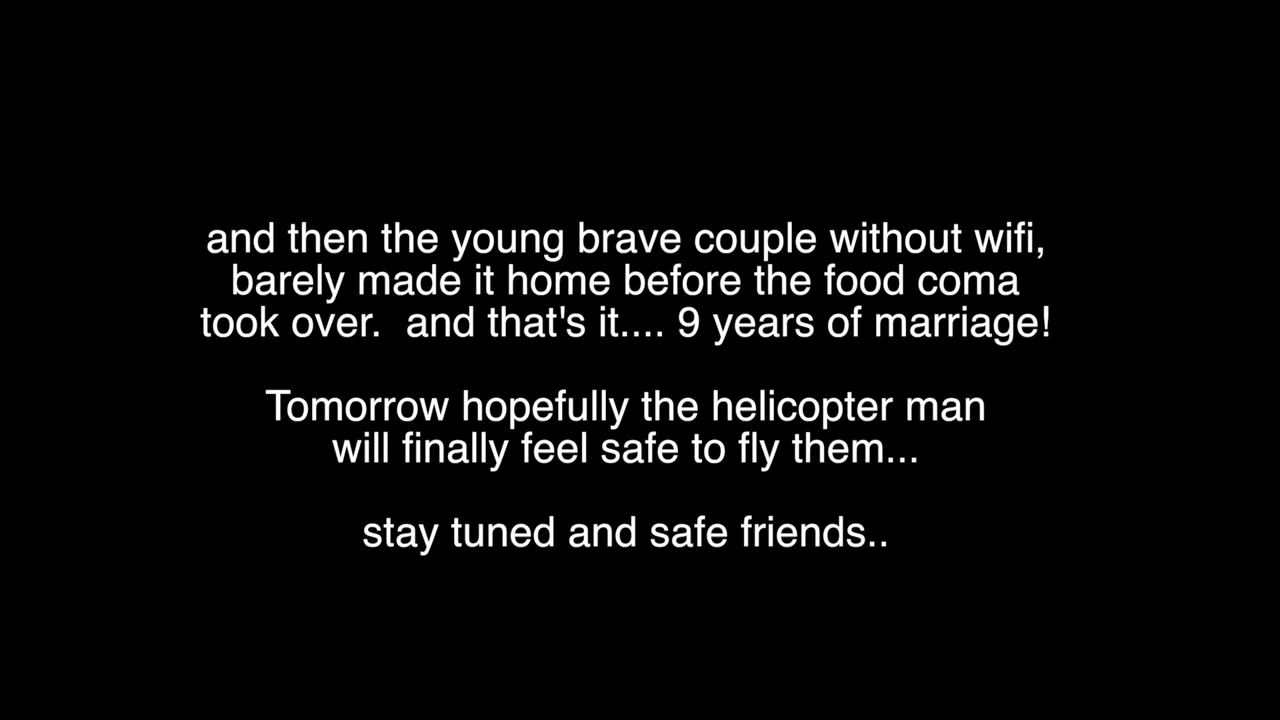 and then the young brave couple without wifi,
barely made it home before the food coma
took over.  and that's it.... 9 years of marriage!
Tomorrow hopefully the helicopter man
will finally feel safe to fly them...
stay tuned and safe friends..